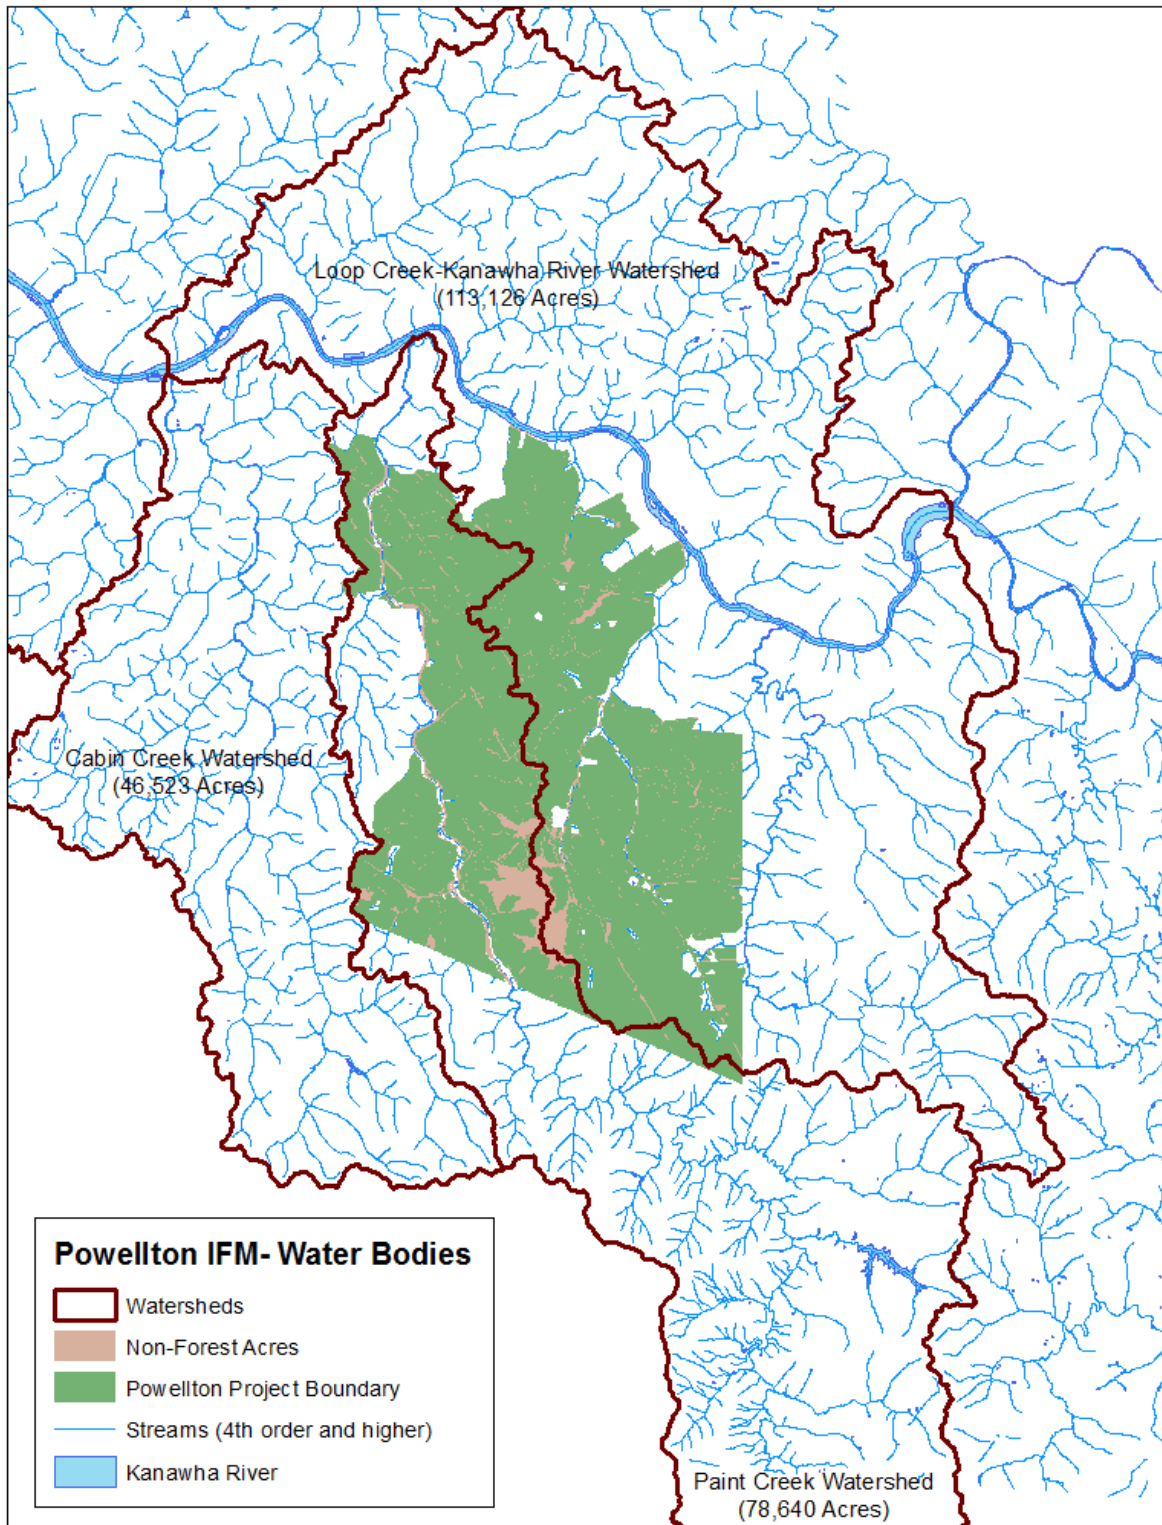 Loop Creek-Kanawha River Watershed
(113,126 Acres)
Cabin Creek Watershed
(46,523 Acres)
Powellton IFM- Water Bodies
Watersheds
Non-Forest Acres
Powellton Project Boundary
Streams (4th order and higher)
Kanawha River
Paint Creek Watershed
(78,640 Acres)